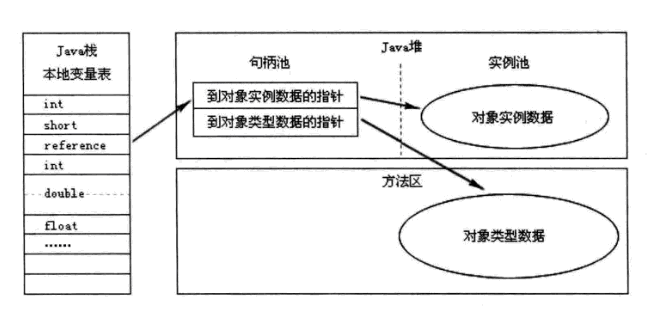 Java栈
本地变量表
int
short
reference
int
double
float
……
Java堆
句柄池
实例池
到对象实例数据的指针
到对象类型数据的指针
对象实例数据
方法区
对象类型数据